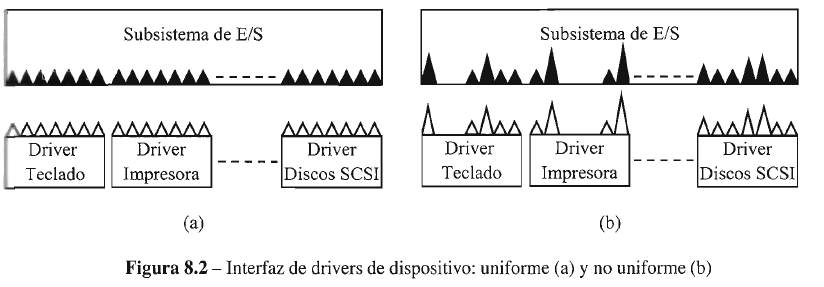 Subsistema de E/S
Subsistema de E/S
Driver
Teclado
Driver
Impresora
Driver
Discos SCSI
Driver
Teclado
Driver
Impresora
Driver
Discos SCSI
(a)
(b)
Figura 8.2 – Interfaz de drivers de dispositivo: uniforme (a) y no uniforme (b)